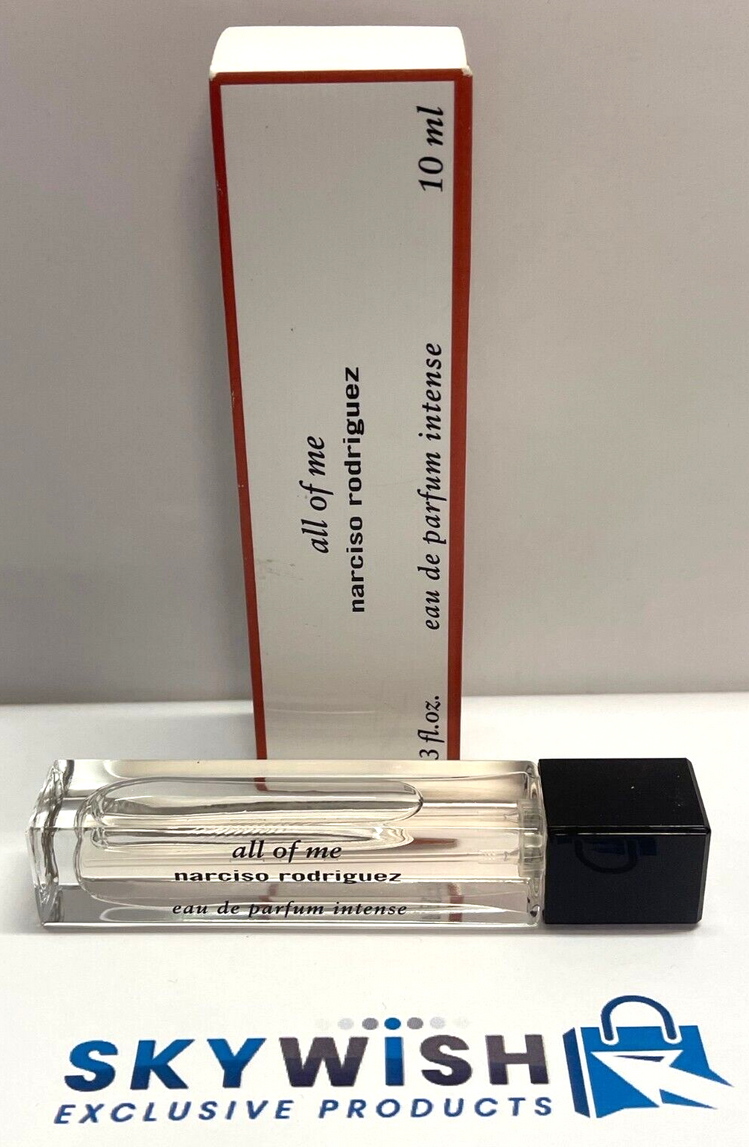 all of me
narciso rodriguez
eau de parfum intense
3 fl.oz.
10 ml
all of me
narciso rodriguez
eau de parfum intense
SKYWiSH
EXCLUSIVE PRODUCTS